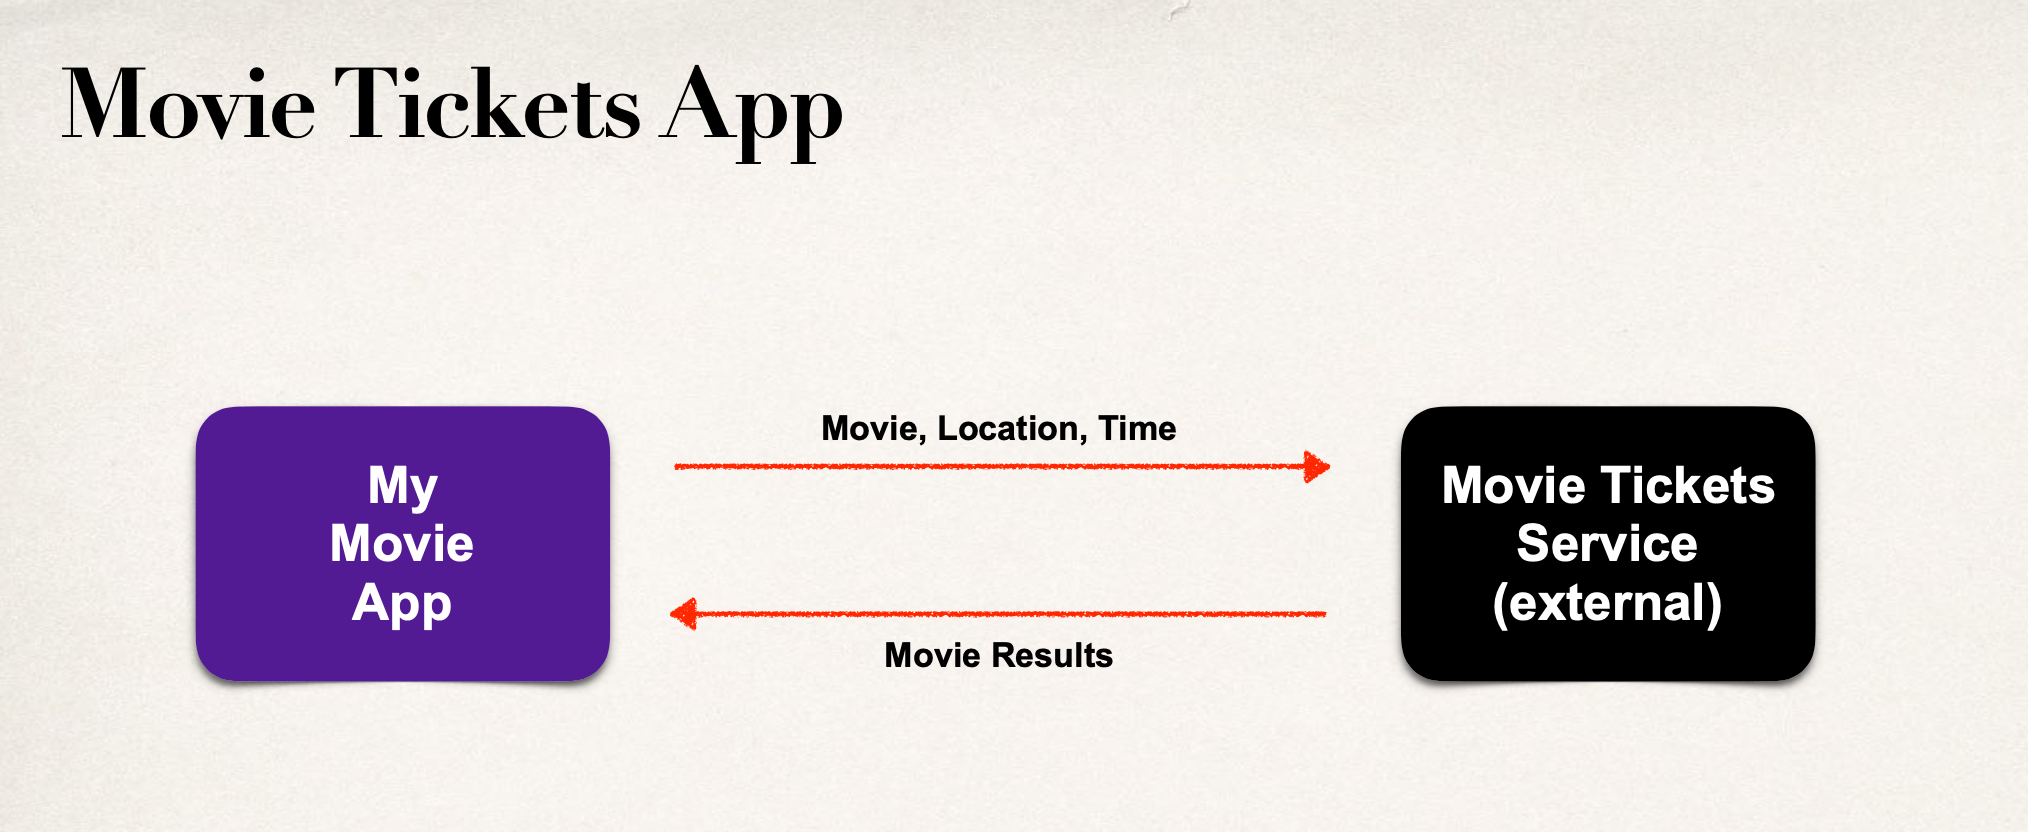 Movie Tickets App
My
Movie
App
Movie, Location, Time
Movie Results
Movie Tickets
Service
(external)